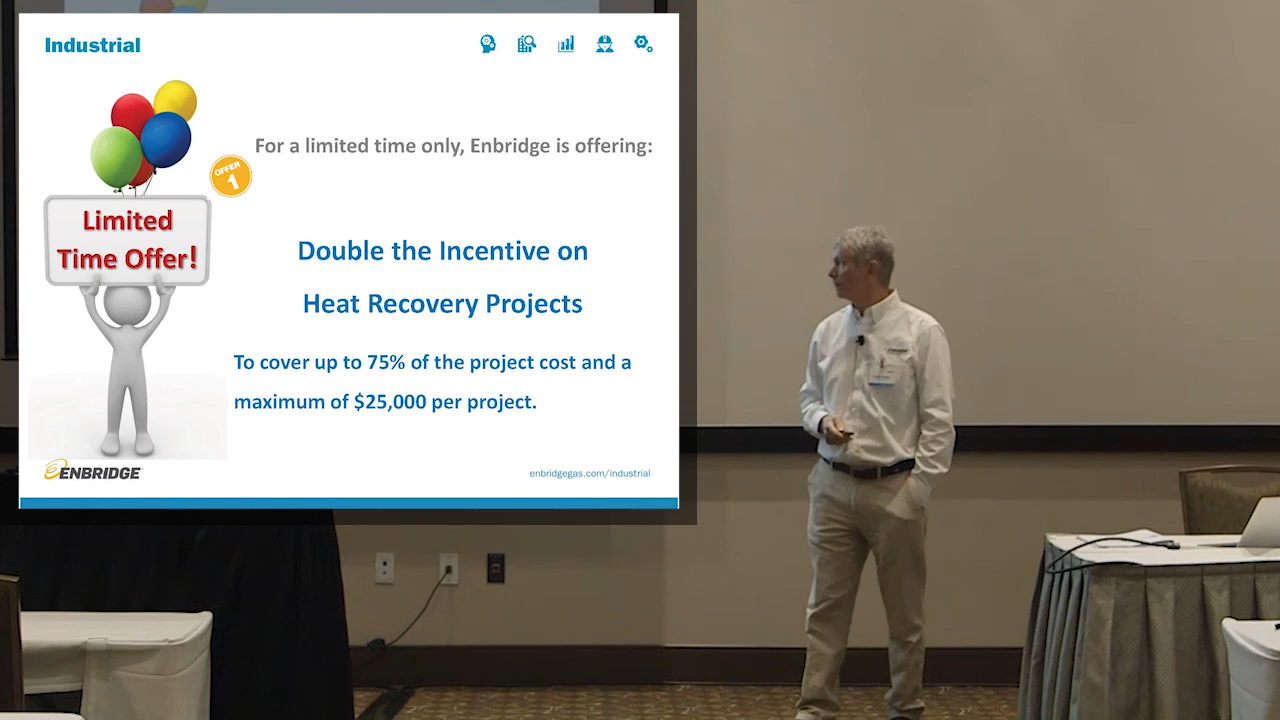 Industrial
For a limited time only, Enbridge is offering:
OFFER
1
Limited
Time Offer!
Double the Incentive on
Heat Recovery Projects
To cover up to 75% of the project cost and a
maximum of $25,000 per project.
ENBRIDGE
enbridgegas.com/industrial